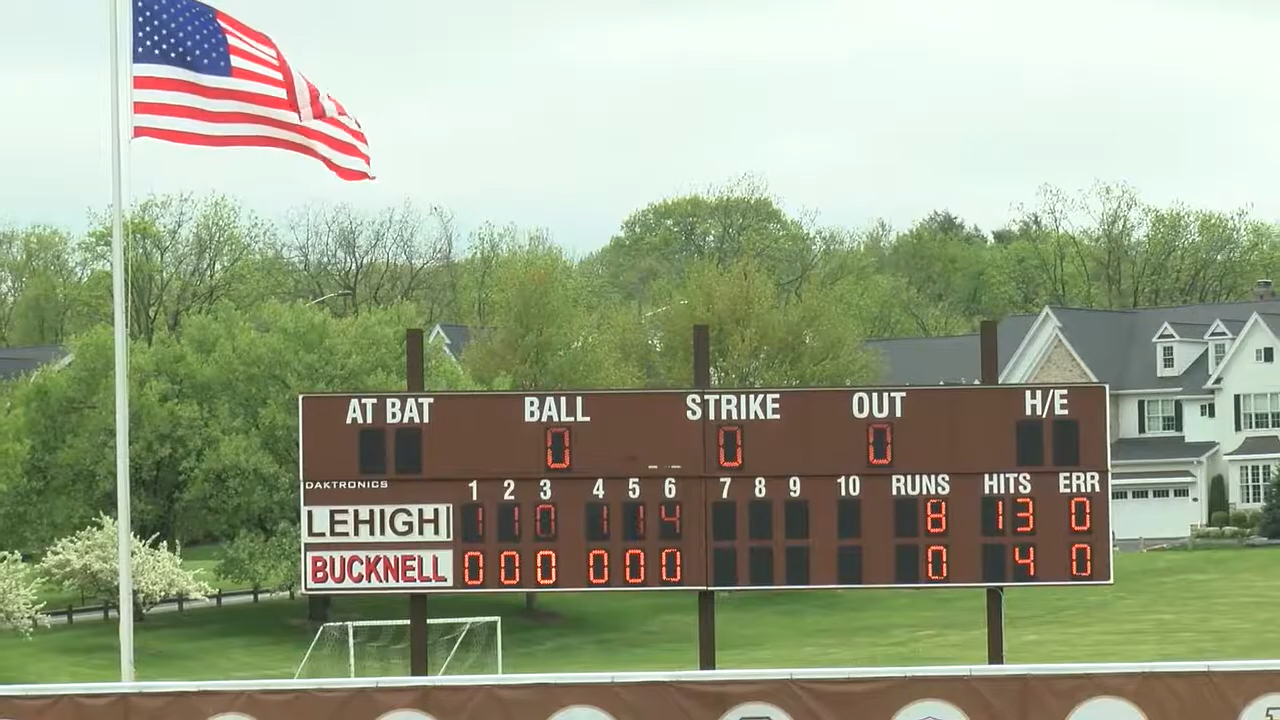 AT BAT BALL STRIKE OUT H/E
0 0 0
DAKTRONICS 1 2 3 4 5 6 7 8 9 10 RUNS HITS ERR
LEHIGH 1 1 0 1 1 4 8 13 0
BUCKNELL 0 0 0 0 0 0 0 4 0